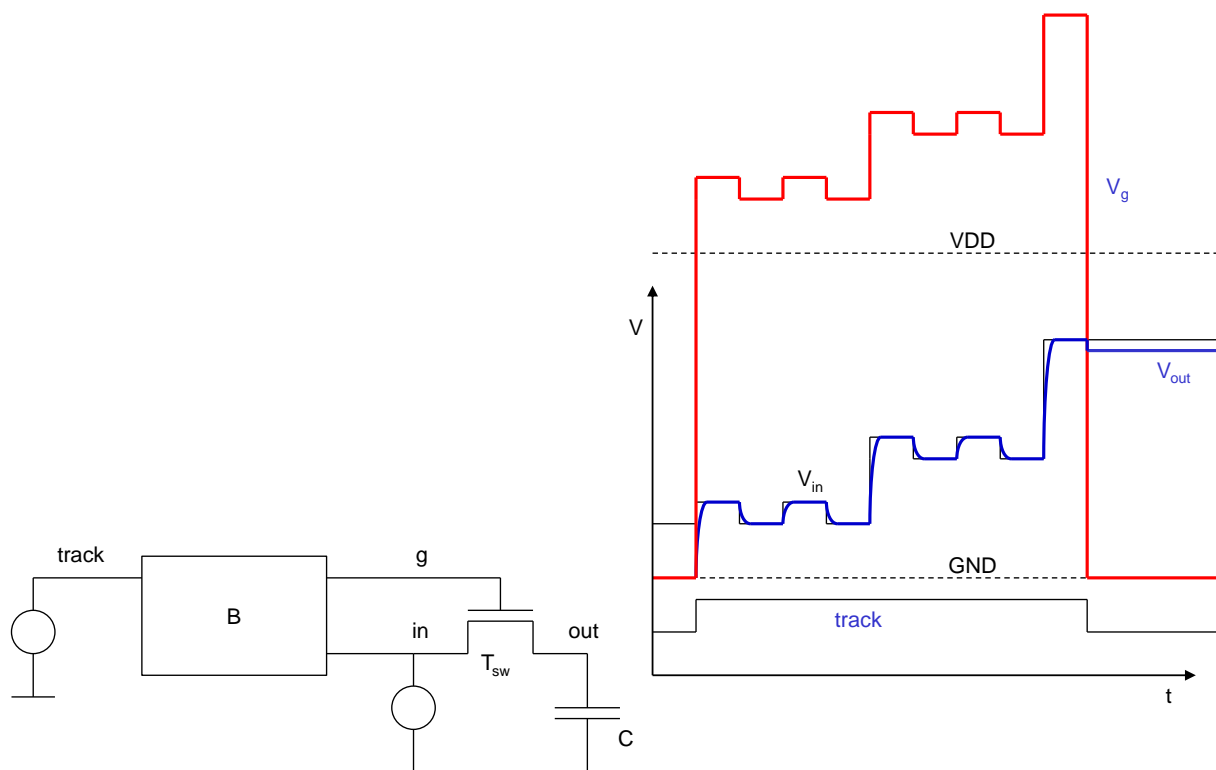 V_g
VDD
V
V_out
V_in
track
g
GND
B
in
out
track
T_sw
t
C